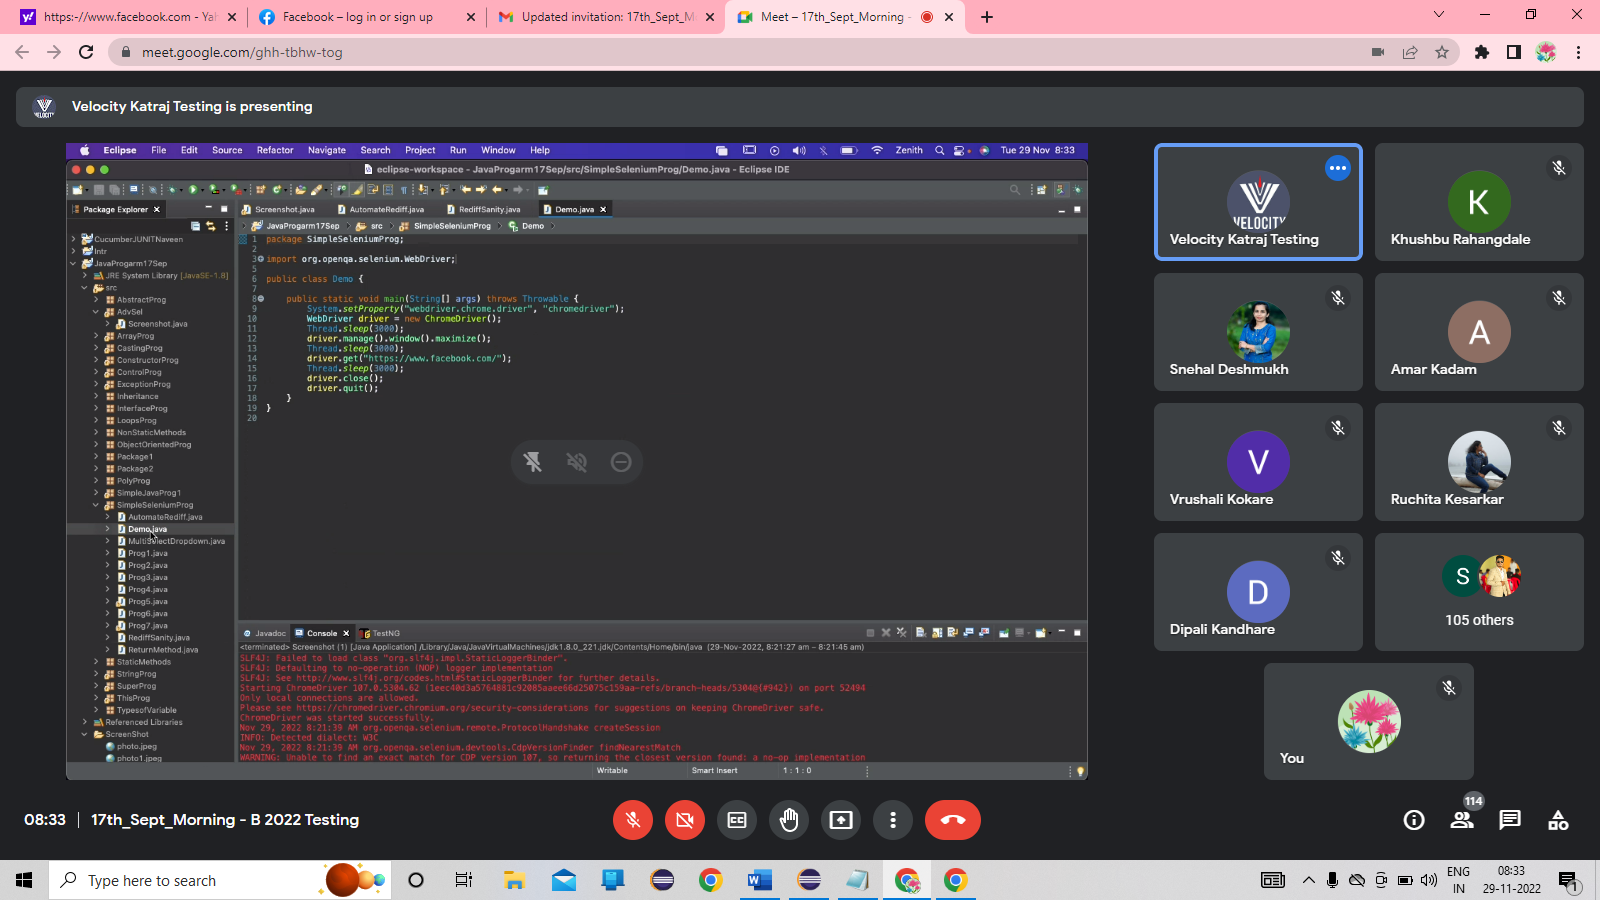 https://www.facebook.com - Ya
Facebook – log in or sign up
Updated invitation: 17th_Sept_M
Meet – 17th_Sept_Morning -
meet.google.com/ghh-tbhw-tog
VELOCITY
Velocity Katraj Testing is presenting
Eclipse File Edit Source Refactor Navigate Search Project Run Window Help
Zenith Tue 29 Nov 8:33
eclipse-workspace - JavaProgarm17Sep/src/SimpleSeleniumProg/Demo.java - Eclipse IDE
Package Explorer
Screenshot.java AutomateRediff.java RediffSanity.java Demo.java
JavaProgarm17Sep src SimpleSeleniumProg Demo
CucumberJUNITNaveen
Intr
JavaProgarm17Sep
JRE System Library [JavaSE-1.8]
src
AbstractProg
AdvSel
Screenshot.java
ArrayProg
CastingProg
ConstructorProg
ControlProg
ExceptionProg
Inheritance
InterfaceProg
LoopsProg
NonStaticMethods
ObjectOrientedProg
Package1
Package2
PolyProg
SimpleJavaProg1
SimpleSeleniumProg
AutomateRediff.java
Demo.java
MultiSelectDropdown.java
Prog1.java
Prog2.java
Prog3.java
Prog4.java
Prog5.java
Prog6.java
Prog7.java
RediffSanity.java
ReturnMethod.java
StaticMethods
StringProg
SuperProg
ThisProg
TypesofVariable
Referenced Libraries
ScreenShot
photo.jpeg
photo1.jpeg
1 package SimpleSeleniumProg;
2
3 import org.openqa.selenium.WebDriver;
5
6 public class Demo {
7
8 public static void main(String[] args) throws Throwable {
9 System.setProperty("webdriver.chrome.driver", "chromedriver");
10 WebDriver driver = new ChromeDriver();
11 Thread.sleep(3000);
12 driver.manage().window().maximize();
13 Thread.sleep(3000);
14 driver.get("https://www.facebook.com/");
15 Thread.sleep(3000);
16 driver.close();
17 driver.quit();
18 }
19 }
20
Javadoc Console TestNG
<terminated> Screenshot (1) [Java Application] /Library/Java/JavaVirtualMachines/jdk1.8.0_221.jdk/Contents/Home/bin/java (29-Nov-2022, 8:21:27 am – 8:21:45 am)
SLF4J: Failed to load class "org.slf4j.impl.StaticLoggerBinder".
SLF4J: Defaulting to no-operation (NOP) logger implementation
SLF4J: See http://www.slf4j.org/codes.html#StaticLoggerBinder for further details.
Starting ChromeDriver 107.0.5304.62 (1eec40d3a5764881c92085aaee66d25075c159aa-refs/branch-heads/5304@{#942}) on port 52494
Only local connections are allowed.
Please see https://chromedriver.chromium.org/security-considerations for suggestions on keeping ChromeDriver safe.
ChromeDriver was started successfully.
Nov 29, 2022 8:21:39 AM org.openqa.selenium.remote.ProtocolHandshake createSession
INFO: Detected dialect: W3C
Nov 29, 2022 8:21:39 AM org.openqa.selenium.devtools.CdpVersionFinder findNearestMatch
WARNING: Unable to find an exact match for CDP version 107, so returning the closest version found: a no-op implementation
Writable Smart Insert 1 : 1 : 0
VELOCITY
Velocity Katraj Testing
K
Khushbu Rahangdale
Snehal Deshmukh
A
Amar Kadam
V
Vrushali Kokare
Ruchita Kesarkar
D
Dipali Kandhare
S
105 others
You
08:33 | 17th_Sept_Morning - B 2022 Testing
114
Type here to search
ENG
IN
08:33
29-11-2022
1